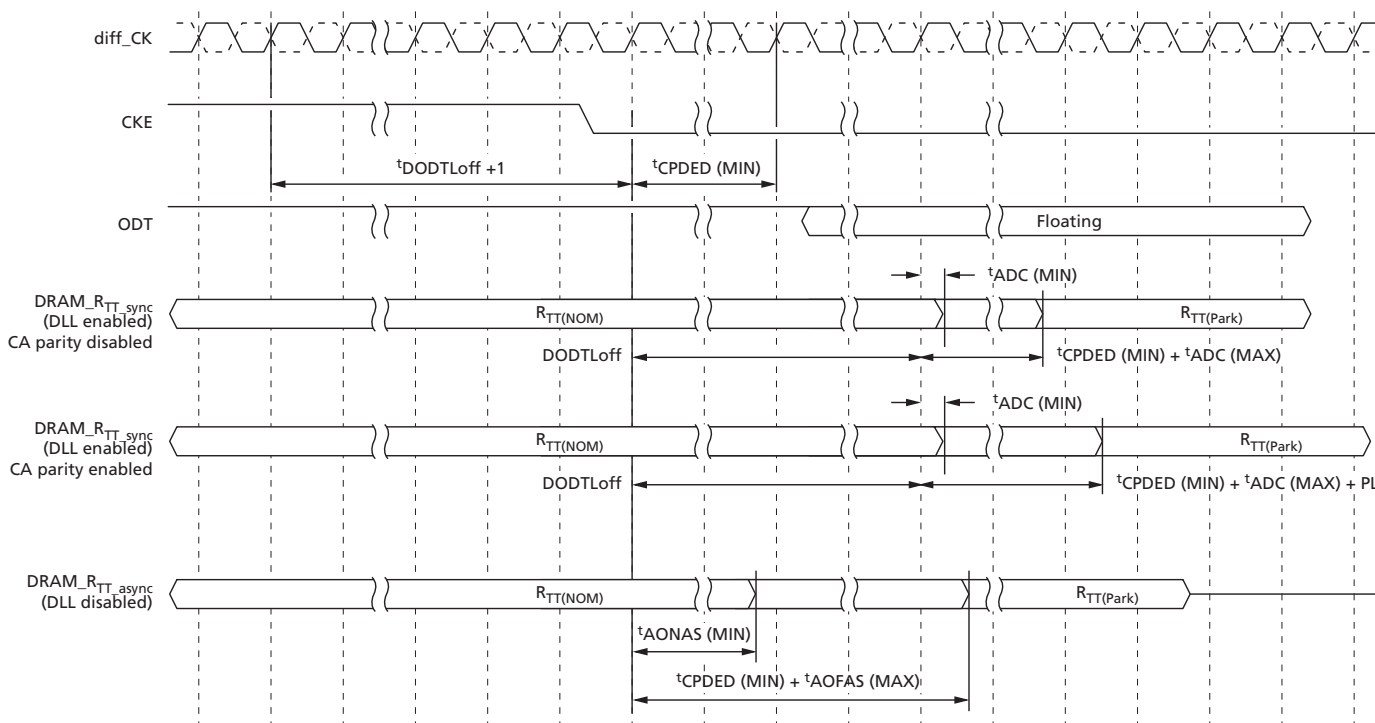 diff_CK
CKE
tDODTLoff +1
tCPDED (MIN)
ODT
Floating
tADC (MIN)
DRAM_RTT_sync
(DLL enabled)
CA parity disabled
RTT(NOM)
RTT(Park)
DODTLoff
tCPDED (MIN) + tADC (MAX)
tADC (MIN)
DRAM_RTT_sync
(DLL enabled)
CA parity enabled
RTT(NOM)
RTT(Park)
DODTLoff
tCPDED (MIN) + tADC (MAX) + PL
DRAM_RTT_async
(DLL disabled)
RTT(NOM)
RTT(Park)
tAONAS (MIN)
tCPDED (MIN) + tAOFAS (MAX)